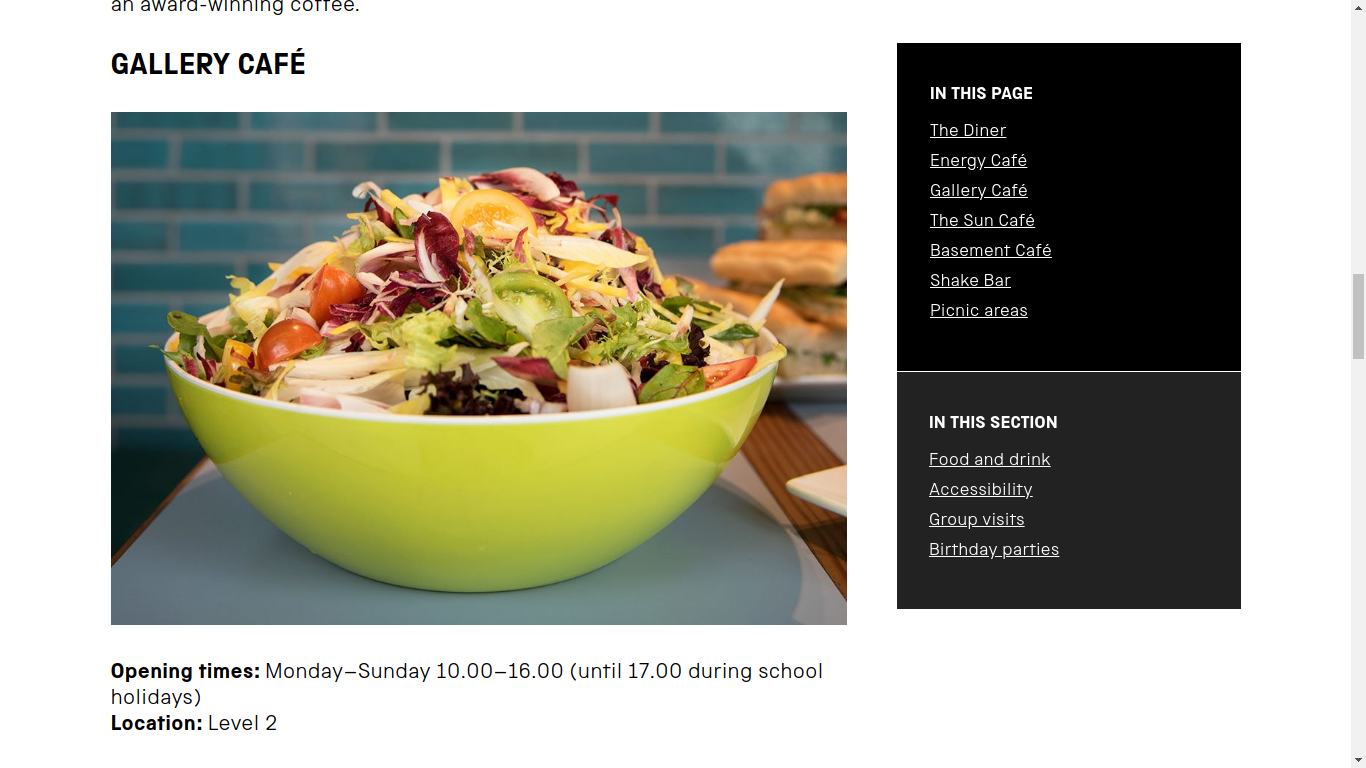 an award-winning coffee.
GALLERY CAFÉ
Opening times: Monday–Sunday 10.00–16.00 (until 17.00 during school
holidays)
Location: Level 2
IN THIS PAGE
The Diner
Energy Café
Gallery Café
The Sun Café
Basement Café
Shake Bar
Picnic areas
IN THIS SECTION
Food and drink
Accessibility
Group visits
Birthday parties